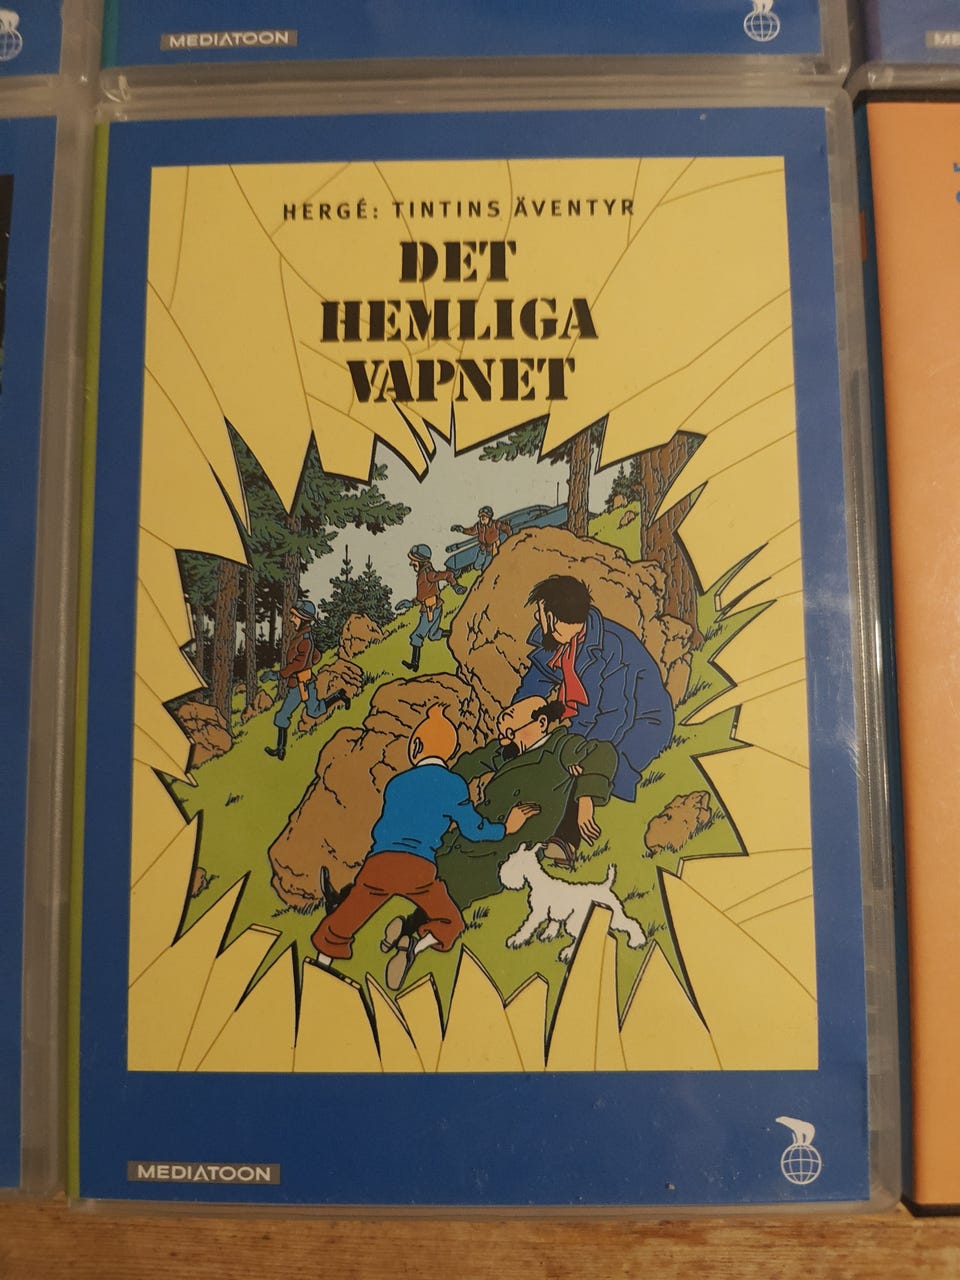 MEDIATOON
HERGÉ: TINTINS ÄVENTYR
DET
HEMLIGA
VAPNET
MEDIATOON